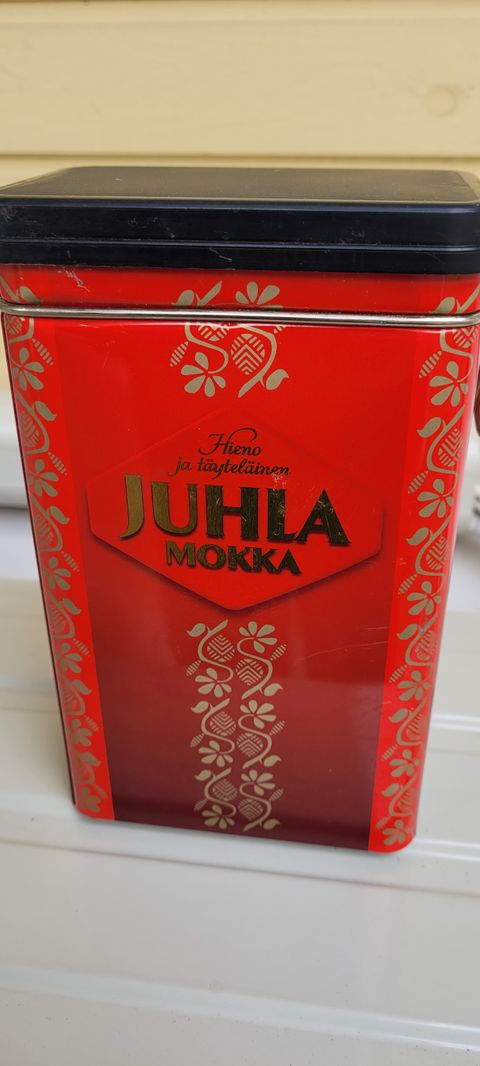 Hieno
ja täyteläinen
JUHLA
MOKKA